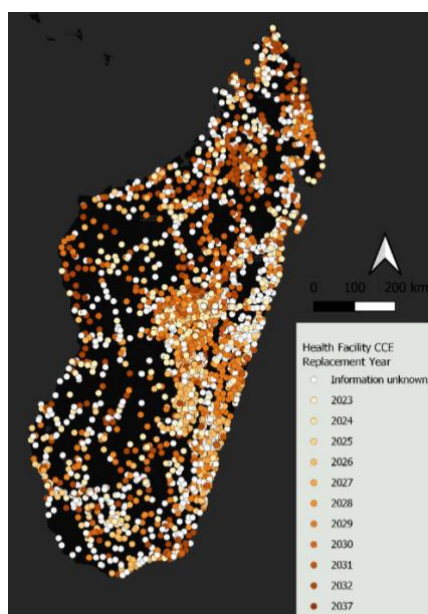 0 100 200 km
Health Facility CCE
Replacement Year
Information unknown
2023
2024
2025
2026
2027
2028
2029
2030
2031
2032
2037